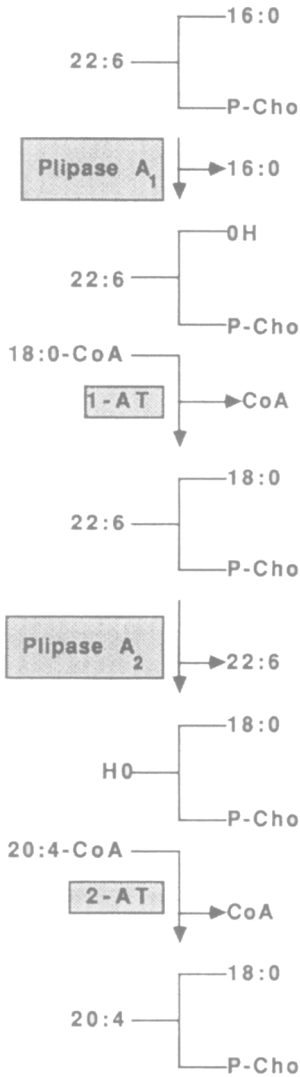 16:0
22:6
P-Cho
Plipase A1
16:0
OH
22:6
P-Cho
18:0-CoA
1-AT
CoA
18:0
22:6
P-Cho
Plipase A2
22:6
18:0
HO
P-Cho
20:4-CoA
2-AT
CoA
18:0
20:4
P-Cho